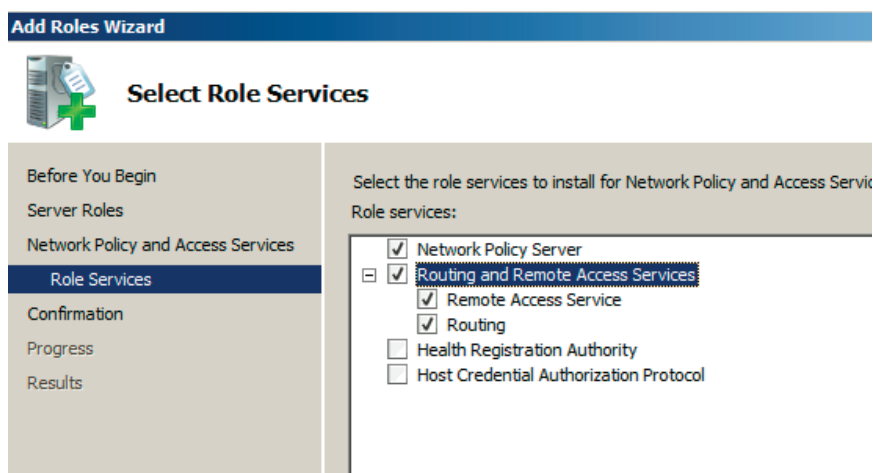 Add Roles Wizard
Select Role Services
Before You Begin
Server Roles
Network Policy and Access Services
Role Services
Confirmation
Progress
Results
Select the role services to install for Network Policy and Access
Role services:
Network Policy Server
Routing and Remote Access Services
Remote Access Service
Routing
Health Registration Authority
Host Credential Authorization Protocol